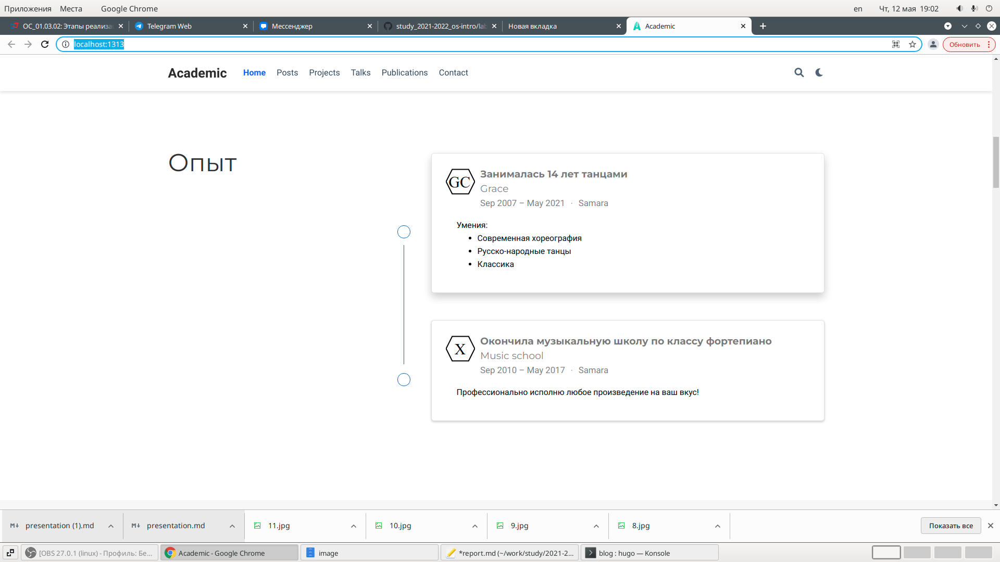 Приложения Места Google Chrome en Чт, 12 мая 19:02
ОС_01.03.02: Этапы реализа Telegram Web Мессенджер study_2021-2022_os-intro/lab Новая вкладка Academic
localhost:1313 Обновить
Academic Home Posts Projects Talks Publications Contact
Опыт
GC
Занималась 14 лет танцами
Grace
Sep 2007 – May 2021 · Samara
Умения:
• Современная хореография
• Русско-народные танцы
• Классика
X
Окончила музыкальную школу по классу фортепиано
Music school
Sep 2010 – May 2017 · Samara
Профессионально исполню любое произведение на ваш вкус!
presentation (1).md presentation.md 11.jpg 10.jpg 9.jpg 8.jpg Показать все
[OBS 27.0.1 (linux) - Профиль: Бе... Academic - Google Chrome image *report.md (~/work/study/2021-2... blog : hugo — Konsole